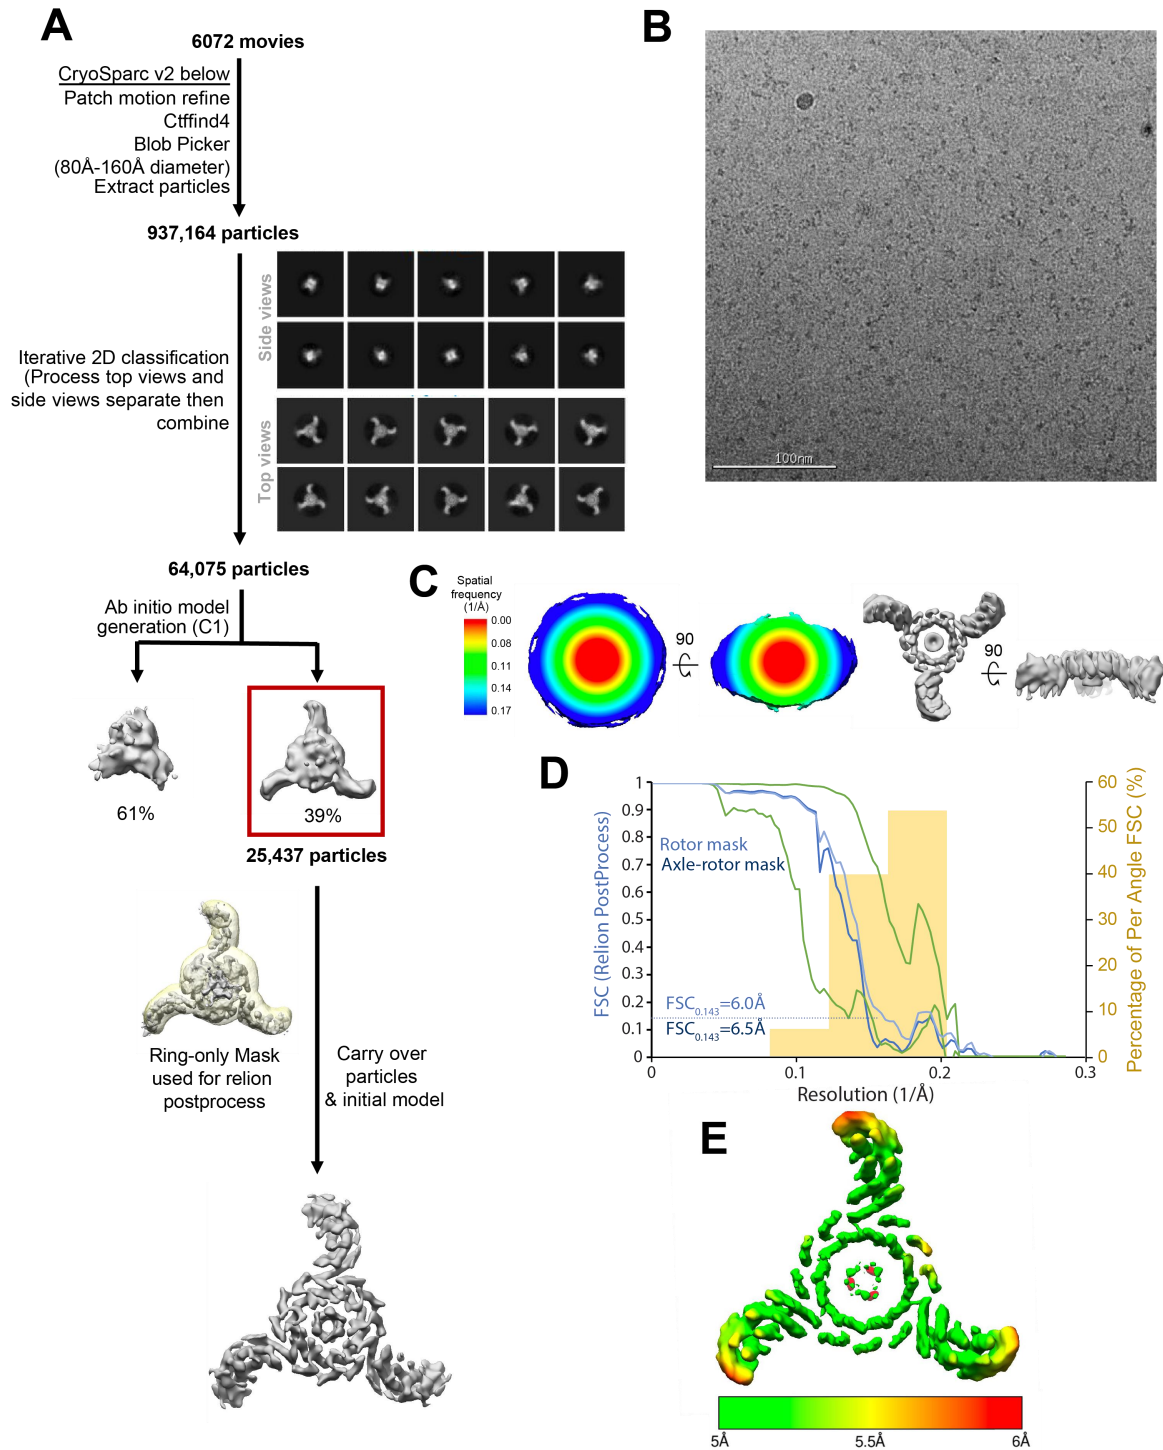 A
6072 movies
CryoSparc v2 below
Patch motion refine
Ctffind4
Blob Picker
(80Å-160Å diameter)
Extract particles
937,164 particles
Side views
Top views
Iterative 2D classification
(Process top views and
side views separate then
combine
64,075 particles
Ab initio model
generation (C1)
61%
39%
25,437 particles
Ring-only Mask
used for relion
postprocess
Carry over
particles
& initial model
B
100nm
C
Spatial
frequency
(1/Å)
0.00
0.08
0.11
0.14
0.17
90
90
D
FSC (Relion PostProcess)
1
0.9
0.8
0.7
0.6
0.5
0.4
0.3
0.2
0.1
0
Rotor mask
Axle-rotor mask
FSC0.143=6.0Å
FSC0.143=6.5Å
60
50
40
30
20
10
0
Percentage of Per Angle FSC (%)
0
0.1
0.2
0.3
Resolution (1/Å)
E
5Å
5.5Å
6Å